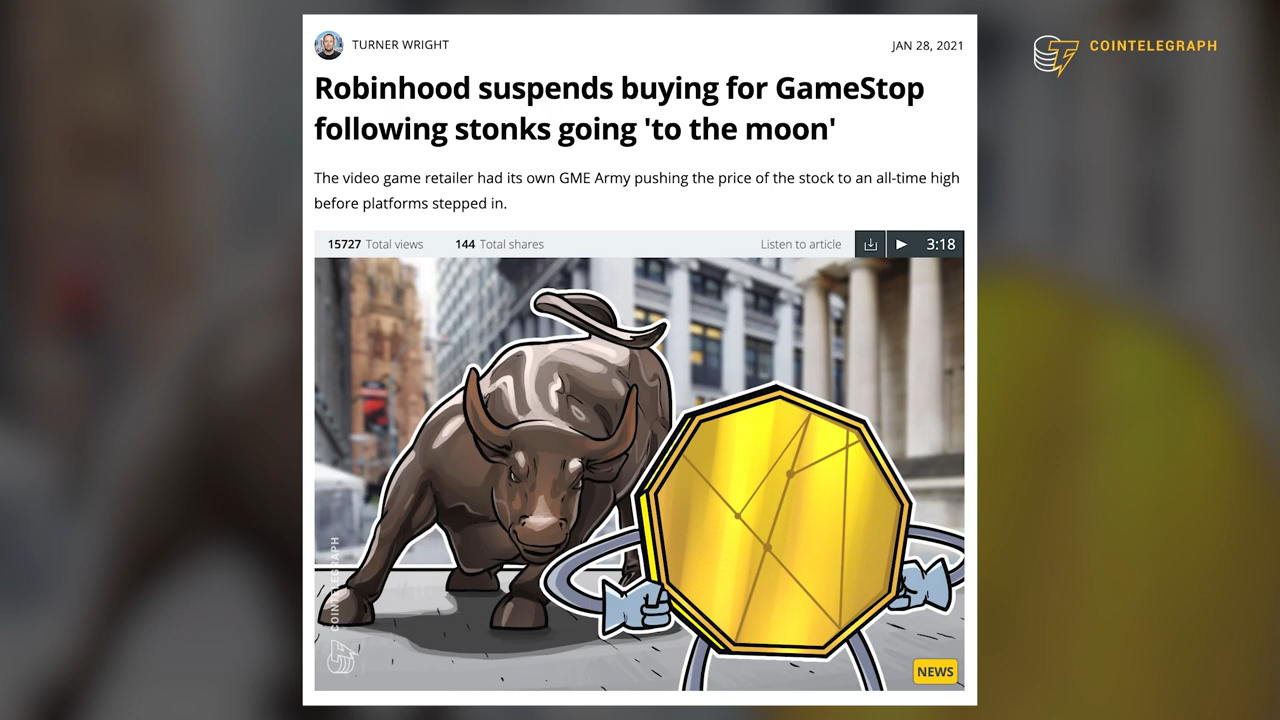 TURNER WRIGHT
JAN 28, 2021
COINTELEGRAPH
Robinhood suspends buying for GameStop
following stonks going 'to the moon'
The video game retailer had its own GME Army pushing the price of the stock to an all-time high
before platforms stepped in.
15727 Total views 144 Total shares Listen to article 3:18
COINTELEGRAPH
NEWS